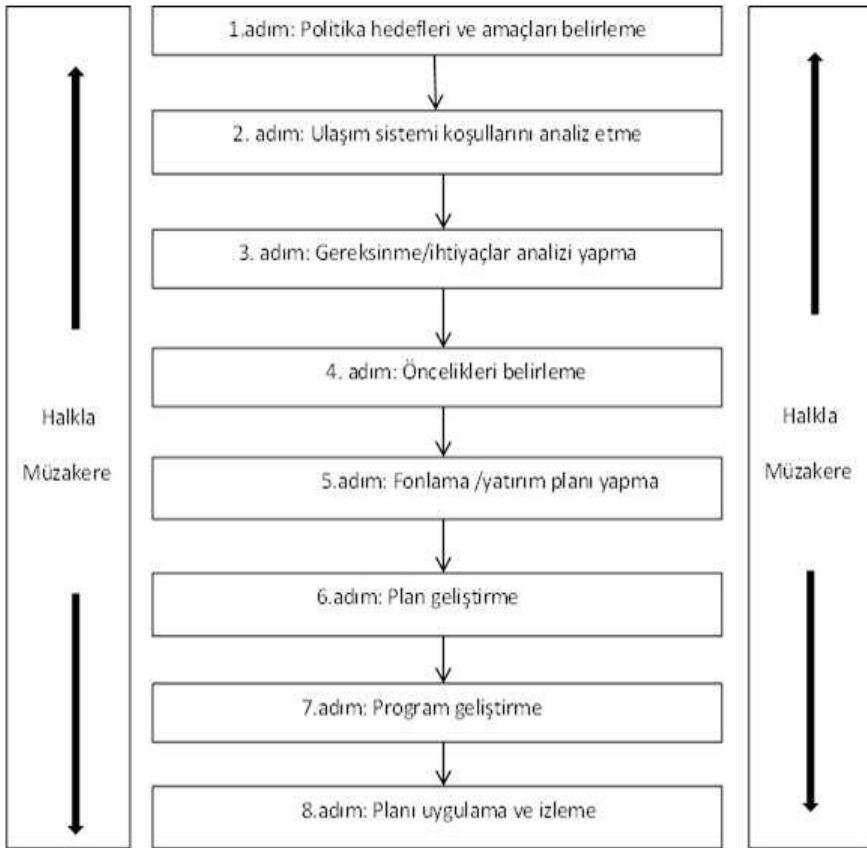 1.adım: Politika hedefleri ve amaçları belirleme
2. adım: Ulaşım sistemi koşullarını analiz etme
3. adım: Gereksinme/ihtiyaçlar analizi yapma
4. adım: Öncelikleri belirleme
5.adım: Fonlama /yatırım planı yapma
6.adım: Plan geliştirme
7.adım: Program geliştirme
8.adım: Planı uygulama ve izleme
Halkla
Müzakere
Halkla
Müzakere